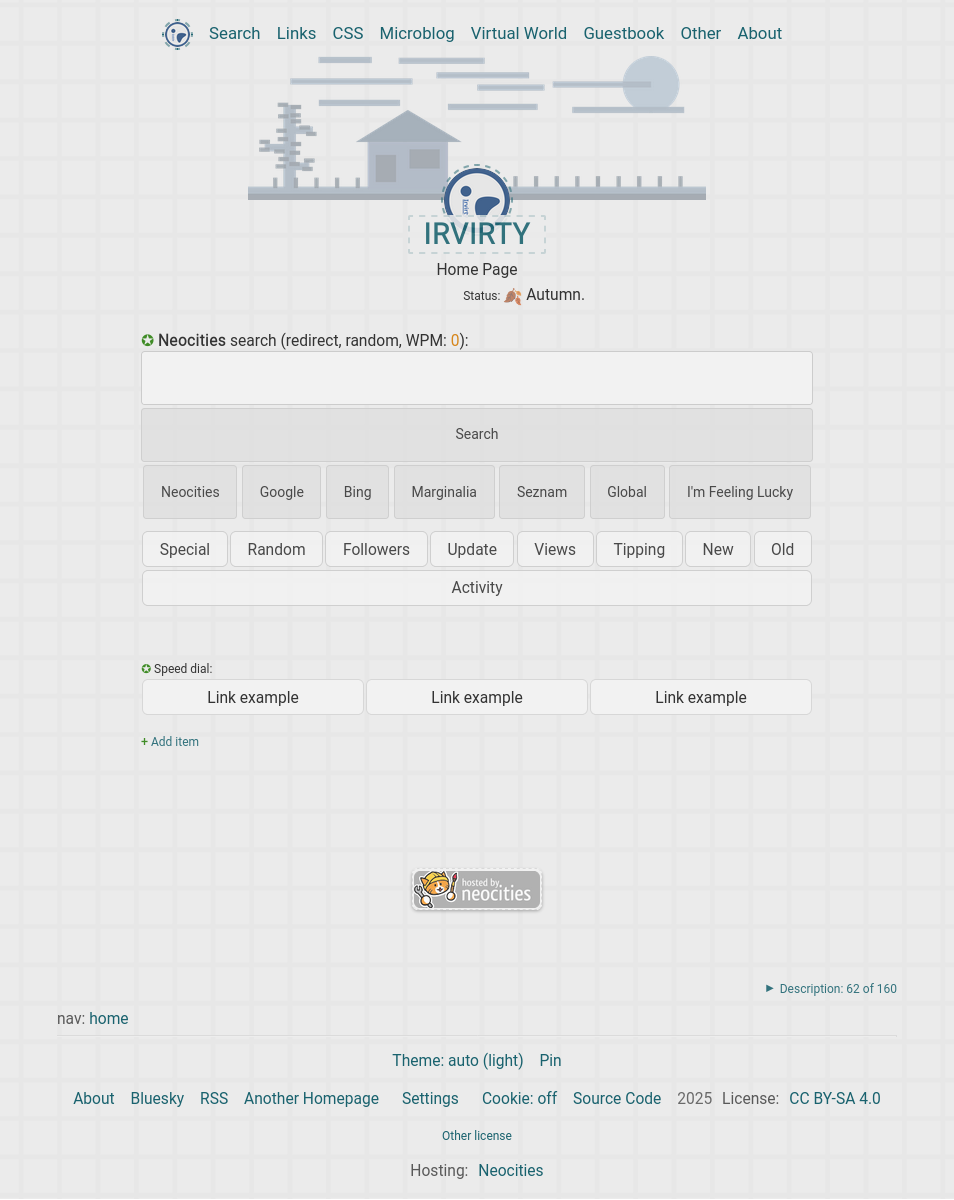 Search Links CSS Microblog Virtual World Guestbook Other About
IRVIRTY
Home Page
Status: 🍂 Autumn.
✪ Neocities search (redirect, random, WPM: 0):
Search
Neocities Google Bing Marginalia Seznam Global I'm Feeling Lucky
Special Random Followers Update Views Tipping New Old
Activity
✪ Speed dial:
Link example Link example Link example
+ Add item
hosted by
neocities
► Description: 62 of 160
nav: home
Theme: auto (light) Pin
About Bluesky RSS Another Homepage Settings Cookie: off Source Code 2025 License: CC BY-SA 4.0
Other license
Hosting: Neocities